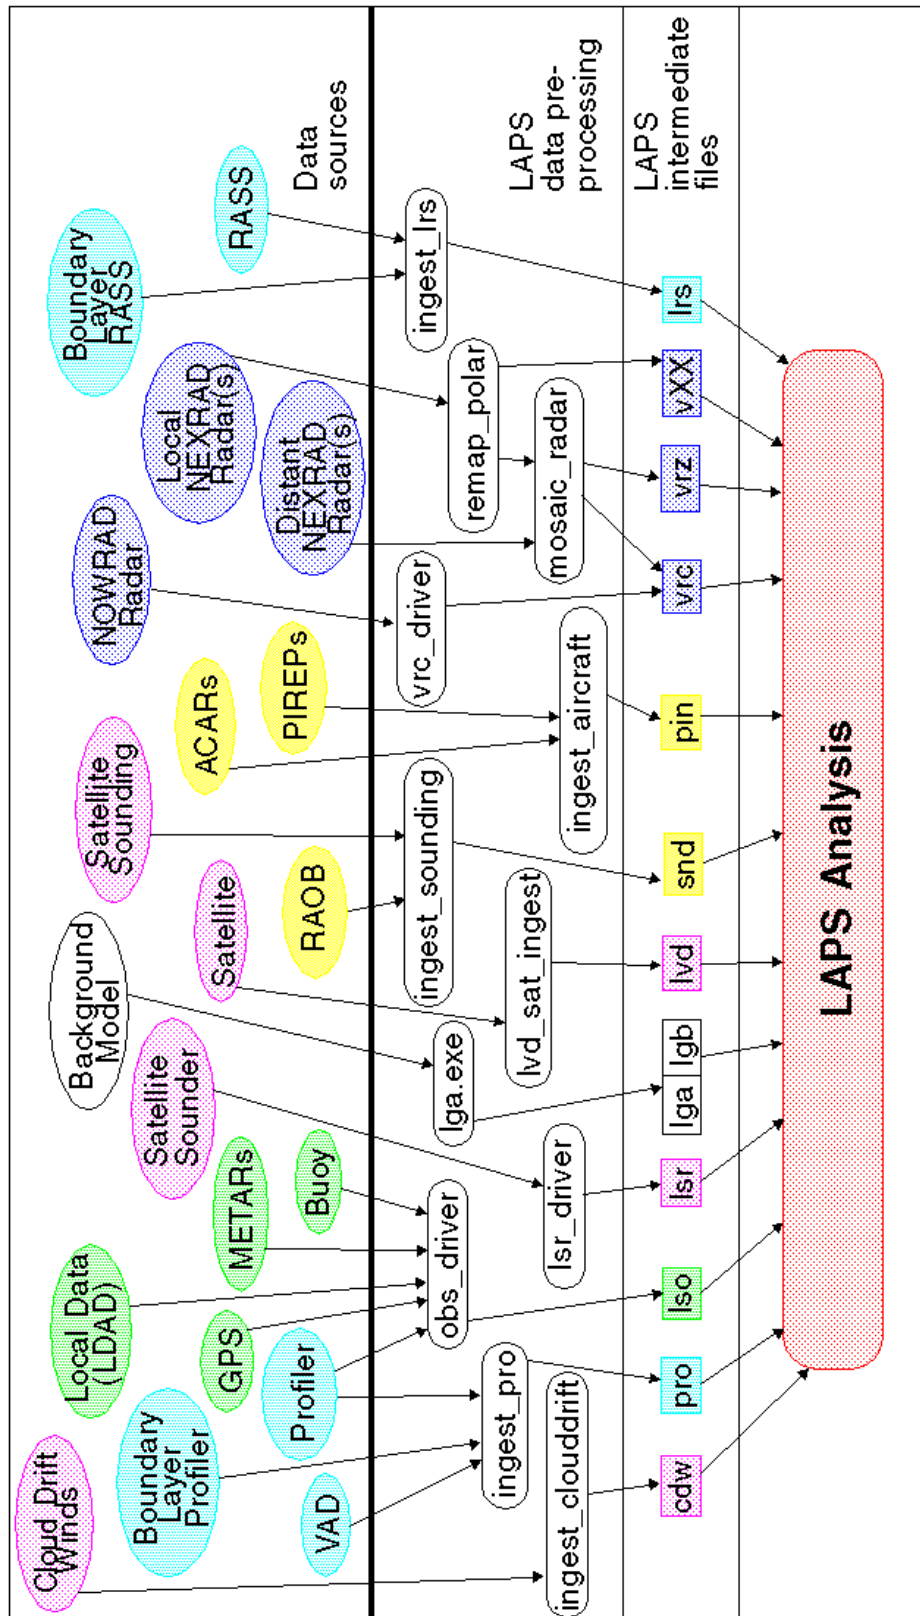 Cloud Drift
Winds
Local Data
(LDAD)
Background
Model
Satellite
Sounding
NOWRAD
Radar
Boundary
Layer
RASS
Boundary
Layer
Profiler
Satellite
Sounder
Local
NEXRAD
Radar(s)
GPS
METARs
Satellite
ACARs
RASS
VAD
Profiler
Buoy
RAOB
PIREPs
Distant
NEXRAD
Radar(s)
Data
sources
obs_driver
lga.exe
ingest_sounding
vrc_driver
ingest_lrs
ingest_pro
lvd_sat_ingest
remap_polar
ingest_clouddrift
lsr_driver
ingest_aircraft
mosaic_radar
LAPS
data pre-
processing
cdw
pro
lso
lsr
lga
lgb
lvd
snd
pin
vrc
vrz
vXX
lrs
LAPS
intermediate
files
LAPS Analysis